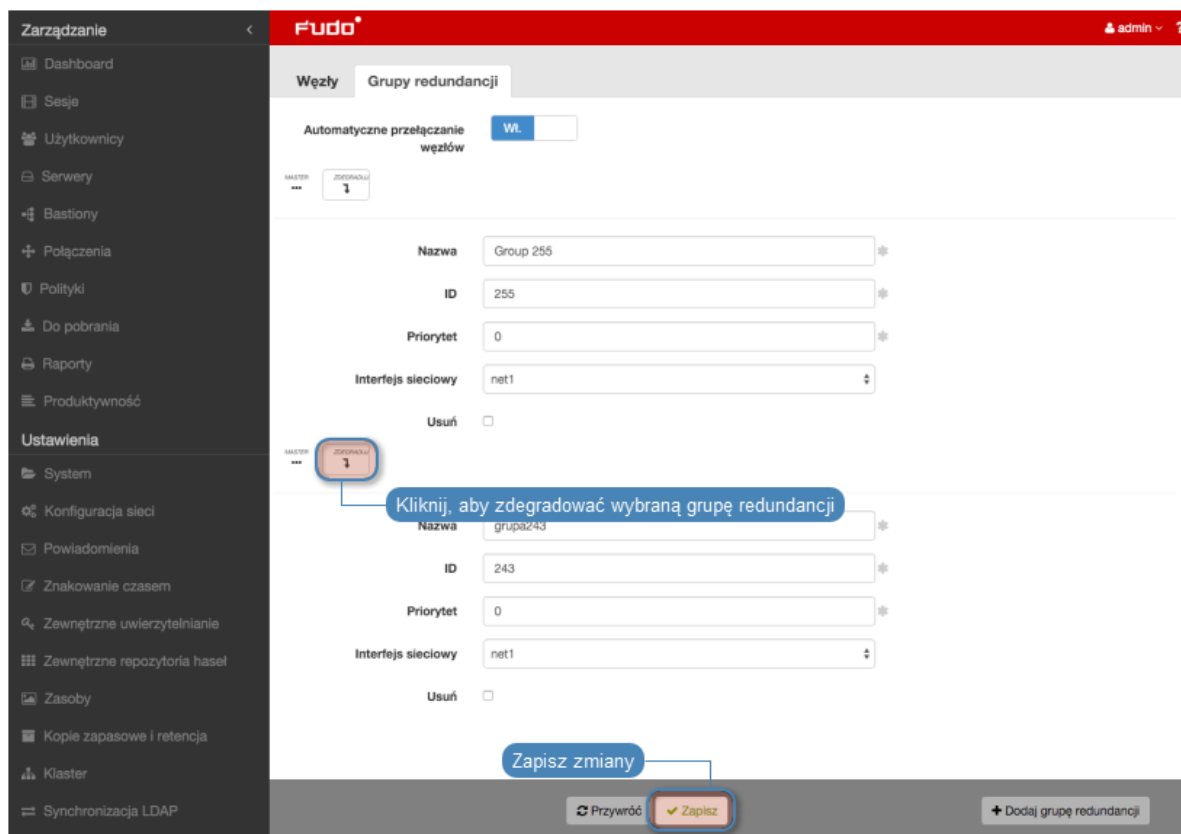 Zarządzanie
Dashboard
Sesje
Użytkownicy
Serwery
Bastiony
Połączenia
Polityki
Do pobrania
Raporty
Produktywność
Ustawienia
System
Konfiguracja sieci
Powiadomienia
Znakowanie czasem
Zewnętrzne uwierzytelnianie
Zewnętrzne repozytoria haseł
Zasoby
Kopie zapasowe i retencja
Klaster
Synchronizacja LDAP
FUDO
admin
?
Węzły
Grupy redundancji
Automatyczne przełączanie
węzłów
Wł.
MASTER
ZDEGRADUJ
Nazwa
Group 255
ID
255
Priorytet
0
Interfejs sieciowy
net1
Usuń
MASTER
ZDEGRADUJ
Kliknij, aby zdegradować wybraną grupę redundancji
Nazwa
grupa243
ID
243
Priorytet
0
Interfejs sieciowy
net1
Usuń
Zapisz zmiany
Przywróć
Zapisz
+ Dodaj grupę redundancji